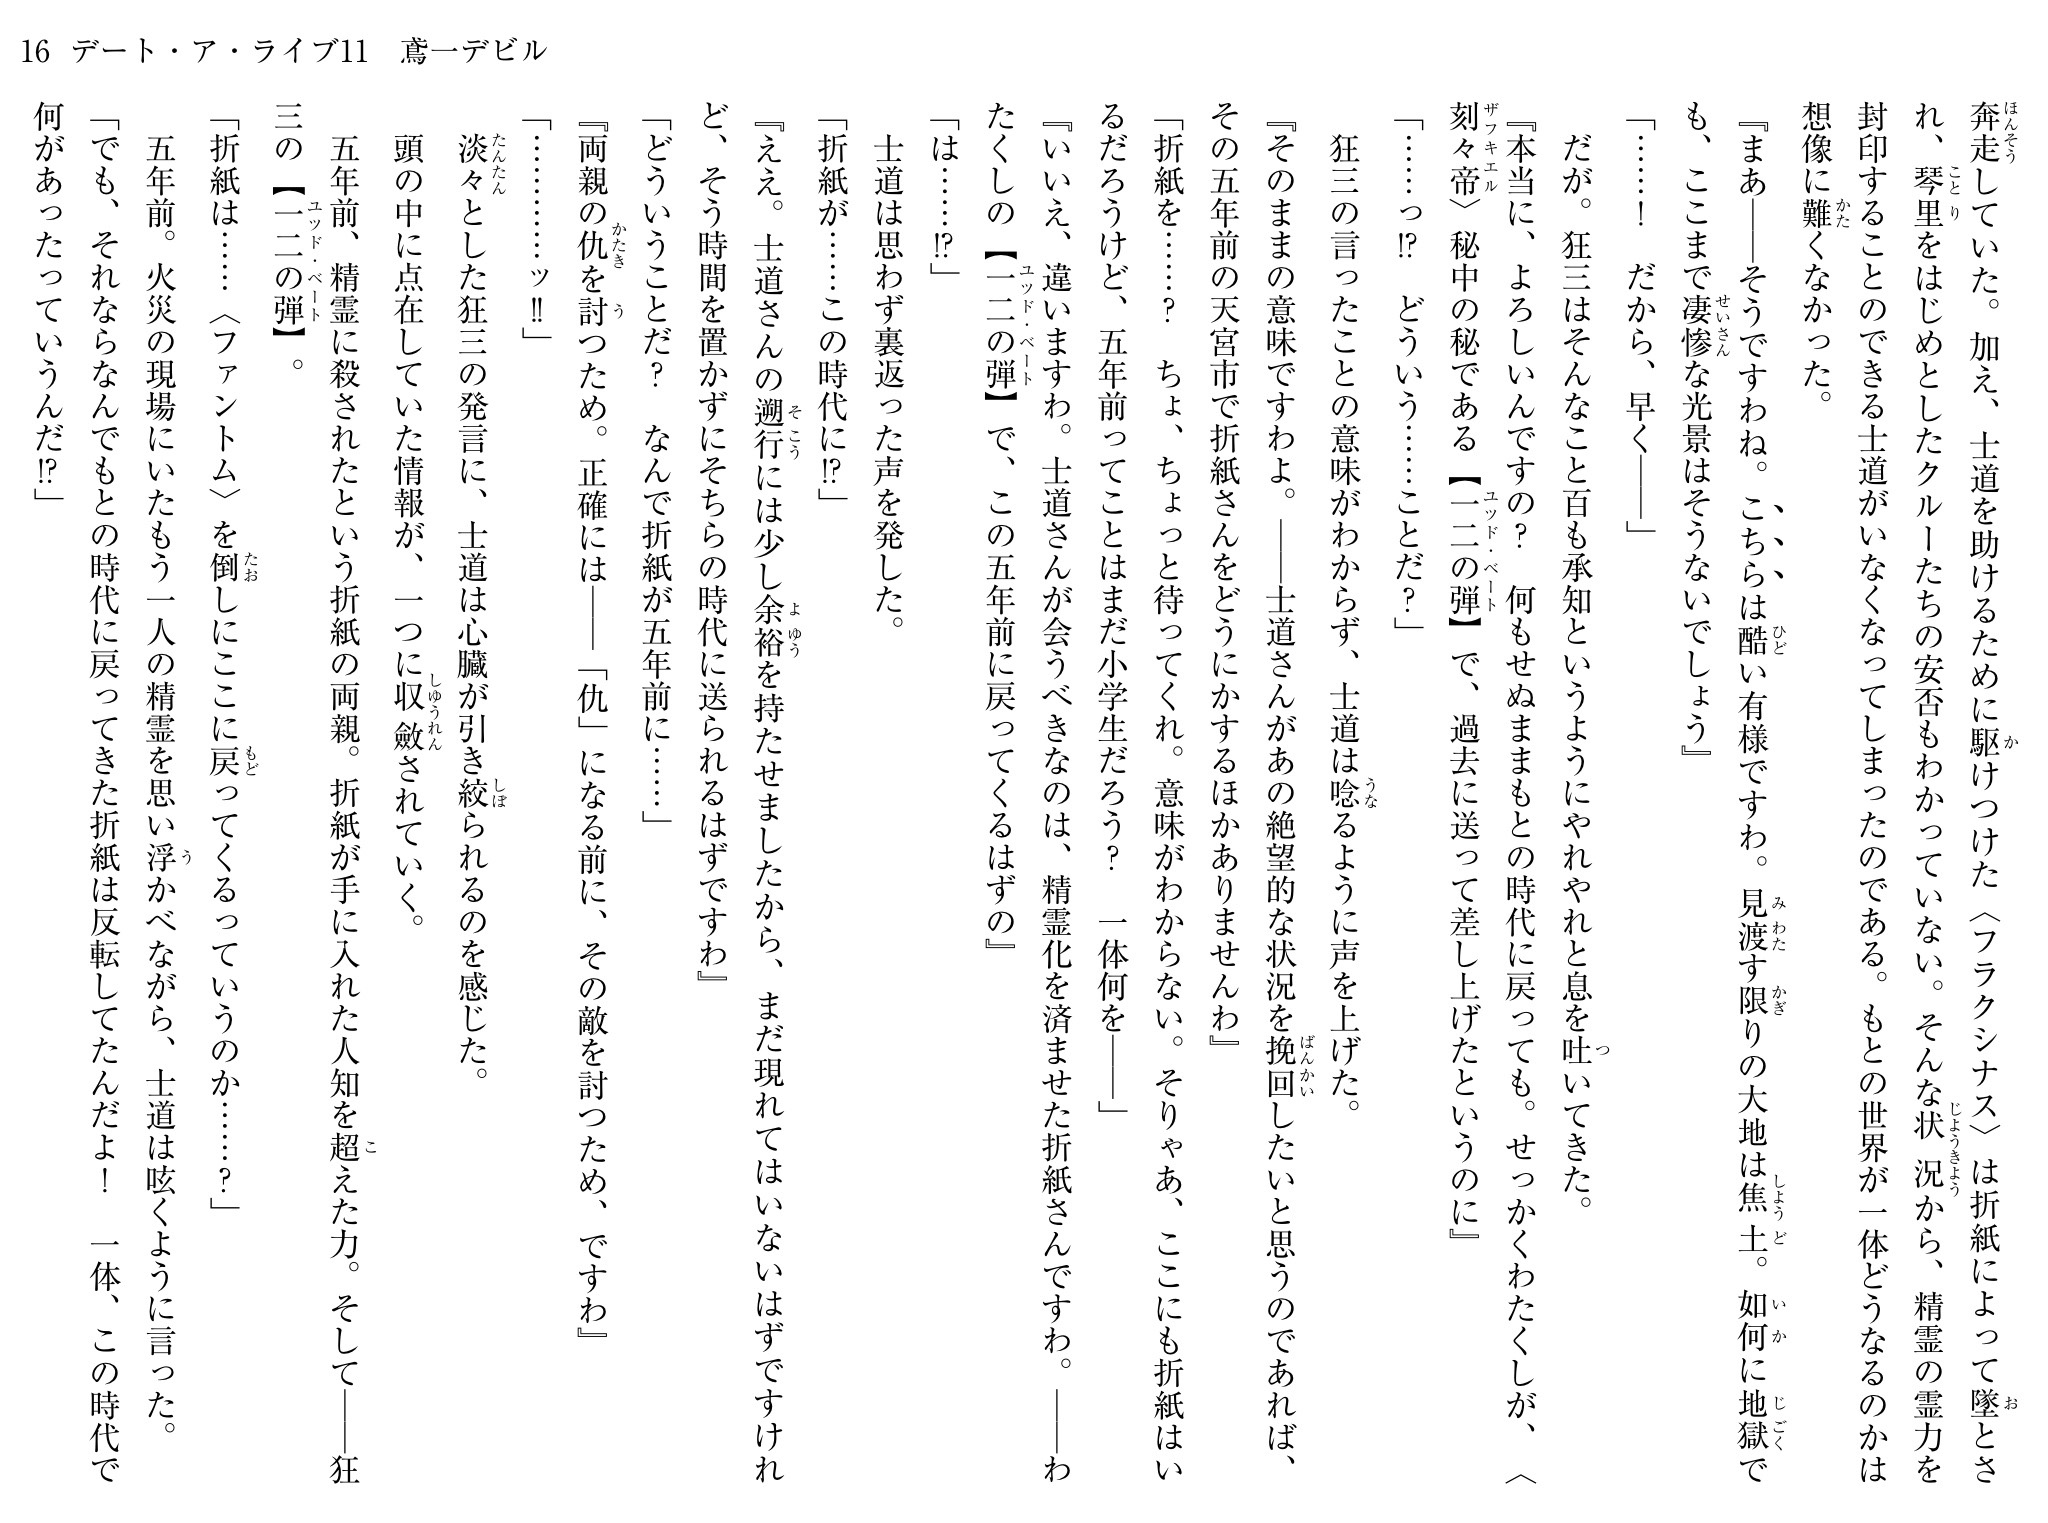 16 デート・ア・ライブ11　鳶一デビル
奔走していた。加え、士道を助けるために駆けつけた〈フラクシナス〉は折紙によって墜とさ
れ、琴里をはじめとしたクルーたちの安否もわかっていない。そんな状況から、精霊の霊力を
封印することのできる士道がいなくなってしまったのである。もとの世界が一体どうなるのかは
想像に難くなかった。
『まあ――そうですわね。こちらは酷い有様ですわ。見渡す限りの大地は焦土。如何に地獄で
も、ここまで凄惨な光景はそうないでしょう』
「……！　だから、早く――」
だが。狂三はそんなこと百も承知というようにやれやれと息を吐いてきた。
『本当に、よろしいんですの？　何もせぬままもとの時代に戻っても。せっかくわたくしが、〈
刻々帝〉秘中の秘である【一二の弾】で、過去に送って差し上げたというのに』
「……っ⁉　どういう……ことだ？」
狂三の言ったことの意味がわからず、士道は唸るように声を上げた。
『そのままの意味ですわよ。――士道さんがあの絶望的な状況を挽回したいと思うのであれば、
その五年前の天宮市で折紙さんをどうにかするほかありませんわ』
「折紙を……？　ちょ、ちょっと待ってくれ。意味がわからない。そりゃあ、ここにも折紙はい
るだろうけど、五年前ってことはまだ小学生だろう？　一体何を――」
『いいえ、違いますわ。士道さんが会うべきなのは、精霊化を済ませた折紙さんですわ。――わ
たくしの【一二の弾】で、この五年前に戻ってくるはずの』
「は……⁉」
士道は思わず裏返った声を発した。
「折紙が……この時代に⁉」
『ええ。士道さんの遡行には少し余裕を持たせましたから、まだ現れてはいないはずですけれ
ど、そう時間を置かずにそちらの時代に送られるはずですわ』
「どういうことだ？　なんで折紙が五年前に……」
『両親の仇を討つため。正確には――「仇」になる前に、その敵を討つため、ですわ』
「…………ッ‼」
淡々とした狂三の発言に、士道は心臓が引き絞られるのを感じた。
頭の中に点在していた情報が、一つに収斂されていく。
五年前、精霊に殺されたという折紙の両親。折紙が手に入れた人知を超えた力。そして――狂
三の【一二の弾】。
「折紙は……〈ファントム〉を倒しにここに戻ってくるっていうのか……？」
五年前。火災の現場にいたもう一人の精霊を思い浮かべながら、士道は呟くように言った。
「でも、それならなんでもとの時代に戻ってきた折紙は反転してたんだよ！　一体、この時代で
何があったっていうんだ⁉」